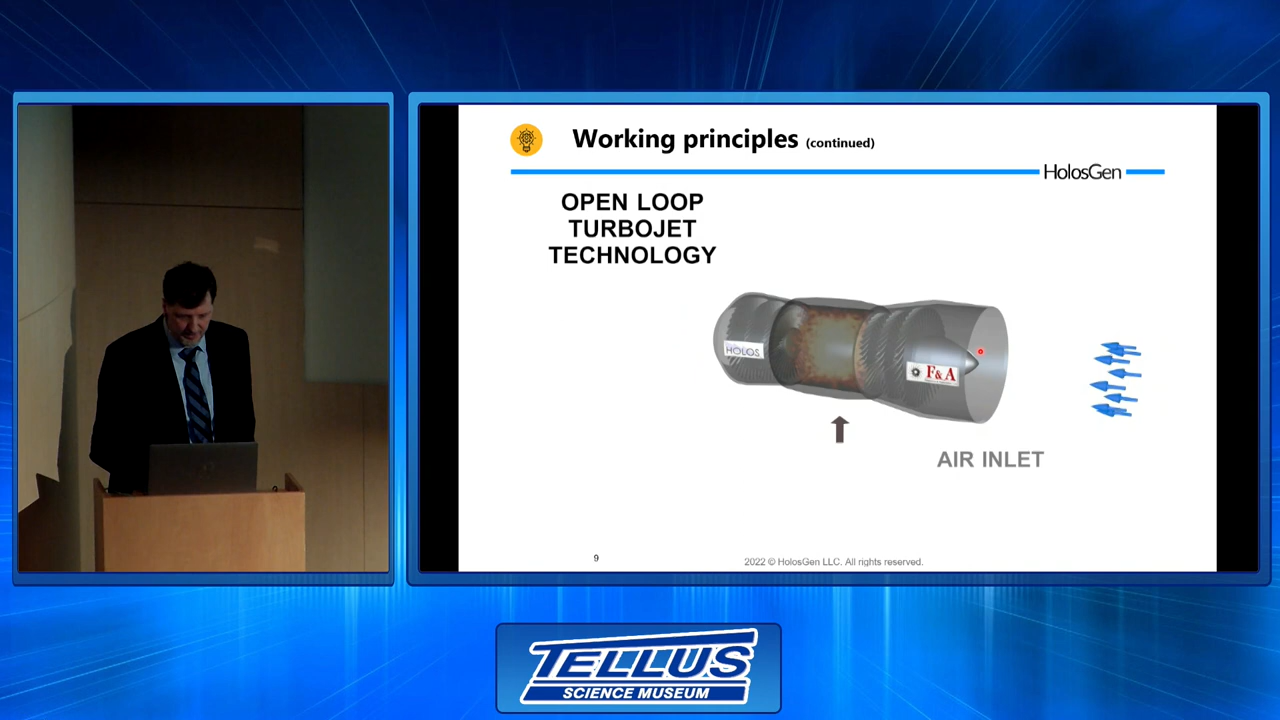 Working principles (continued)
HolosGen
OPEN LOOP
TURBOJET
TECHNOLOGY
HOLOS
F&A
AIR INLET
9
2022 © HolosGen LLC. All rights reserved.
TELLUS
SCIENCE MUSEUM